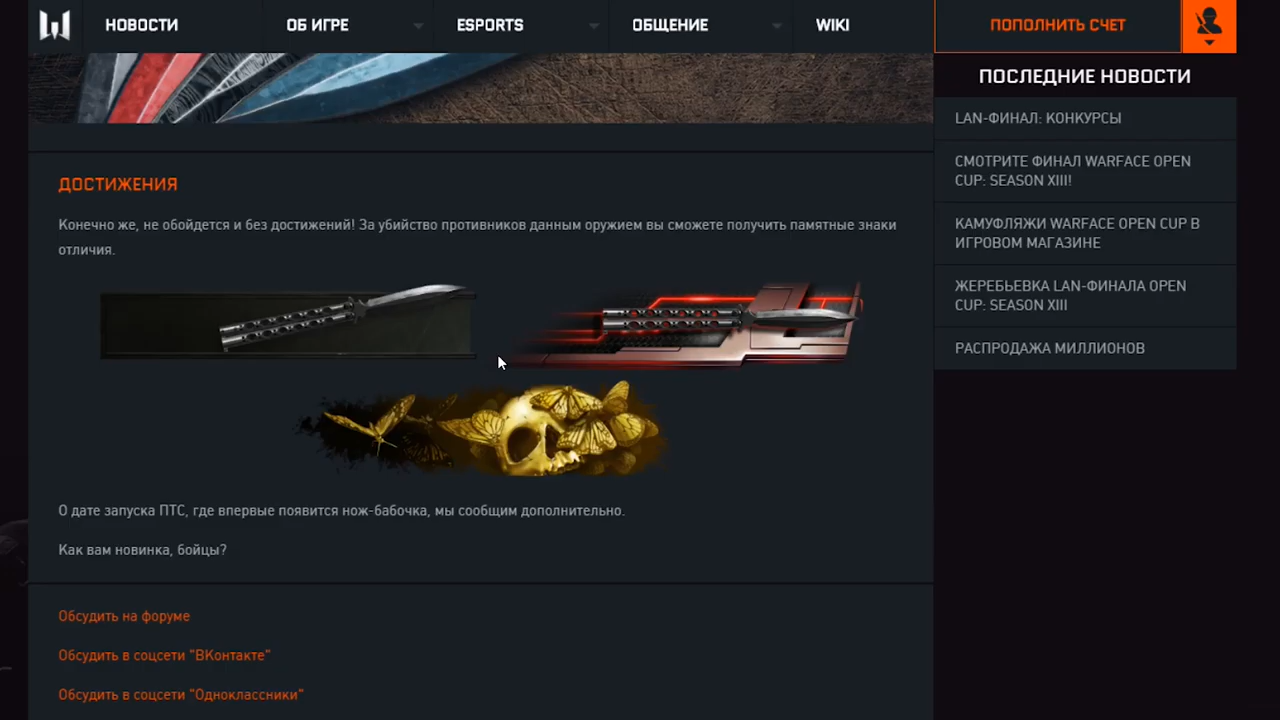 НОВОСТИ
ОБ ИГРЕ
ESPORTS
ОБЩЕНИЕ
WIKI
ПОПОЛНИТЬ СЧЕТ
ДОСТИЖЕНИЯ
Конечно же, не обойдется и без достижений! За убийство противников данным оружием вы сможете получить памятные знаки
отличия.
О дате запуска ПТС, где впервые появится нож-бабочка, мы сообщим дополнительно.
Как вам новинка, бойцы?
Обсудить на форуме
Обсудить в соцсети "ВКонтакте"
Обсудить в соцсети "Одноклассники"
ПОСЛЕДНИЕ НОВОСТИ
LAN-ФИНАЛ: КОНКУРСЫ
СМОТРИТЕ ФИНАЛ WARFACE OPEN
CUP: SEASON XIII!
КАМУФЛЯЖИ WARFACE OPEN CUP В
ИГРОВОМ МАГАЗИНЕ
ЖЕРЕБЬЕВКА LAN-ФИНАЛА OPEN
CUP: SEASON XIII
РАСПРОДАЖА МИЛЛИОНОВ